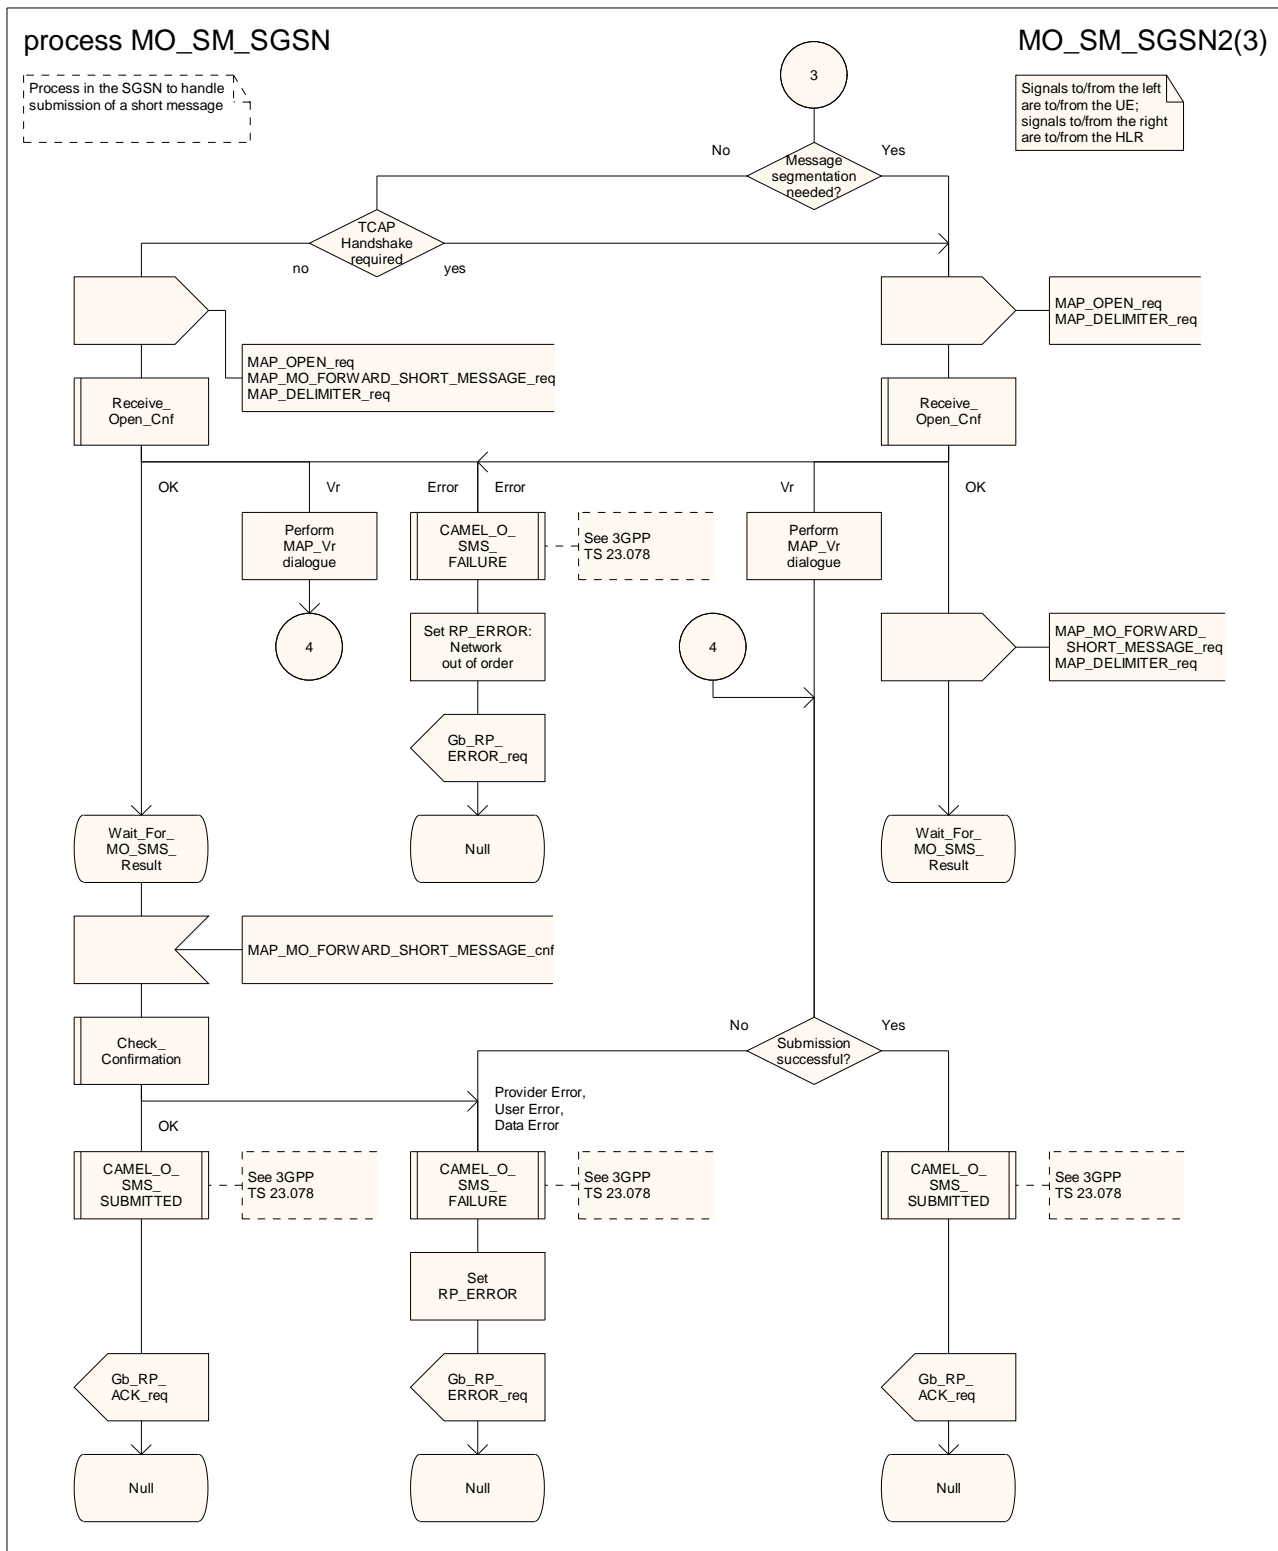 process MO_SM_SGSN
MO_SM_SGSN2(3)
Process in the SGSN to handle
submission of a short message
3
Signals to/from the left
are to/from the UE;
signals to/from the right
are to/from the HLR
No
Message
segmentation
needed?
Yes
TCAP
Handshake
required
no
yes
MAP_OPEN_req
MAP_DELIMITER_req
MAP_OPEN_req
MAP_MO_FORWARD_SHORT_MESSAGE_req
MAP_DELIMITER_req
Receive_
Open_Cnf
Receive_
Open_Cnf
OK
Vr
Error
Error
Vr
OK
Perform
MAP_Vr
dialogue
CAMEL_O_
SMS_
FAILURE
See 3GPP
TS 23.078
Perform
MAP_Vr
dialogue
4
Set RP_ERROR:
Network
out of order
4
MAP_MO_FORWARD_
SHORT_MESSAGE_req
MAP_DELIMITER_req
Gb_RP_
ERROR_req
Wait_For_
MO_SMS_
Result
Null
Wait_For_
MO_SMS_
Result
MAP_MO_FORWARD_SHORT_MESSAGE_cnf
Check_
Confirmation
No
Submission
successful?
Yes
Provider Error,
User Error,
Data Error
OK
CAMEL_O_
SMS_
SUBMITTED
See 3GPP
TS 23.078
CAMEL_O_
SMS_
FAILURE
See 3GPP
TS 23.078
CAMEL_O_
SMS_
SUBMITTED
See 3GPP
TS 23.078
Set
RP_ERROR
Gb_RP_
ACK_req
Gb_RP_
ERROR_req
Gb_RP_
ACK_req
Null
Null
Null